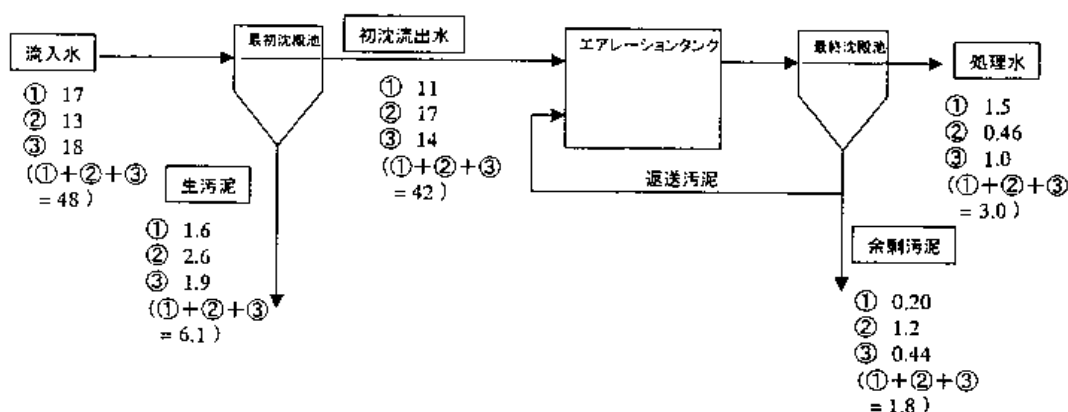 流入水
① 17
② 13
③ 18
(①+②+③
= 48 )
最初沈殿池
生汚泥
① 1.6
② 2.6
③ 1.9
(①+②+③
= 6.1 )
初沈流出水
① 11
② 17
③ 14
(①+②+③
= 42 )
エアレーションタンク
返送汚泥
最終沈殿池
処理水
① 1.5
② 0.46
③ 1.0
(①+②+③
= 3.0 )
余剰汚泥
① 0.20
② 1.2
③ 0.44
(①+②+③
= 1.8 )